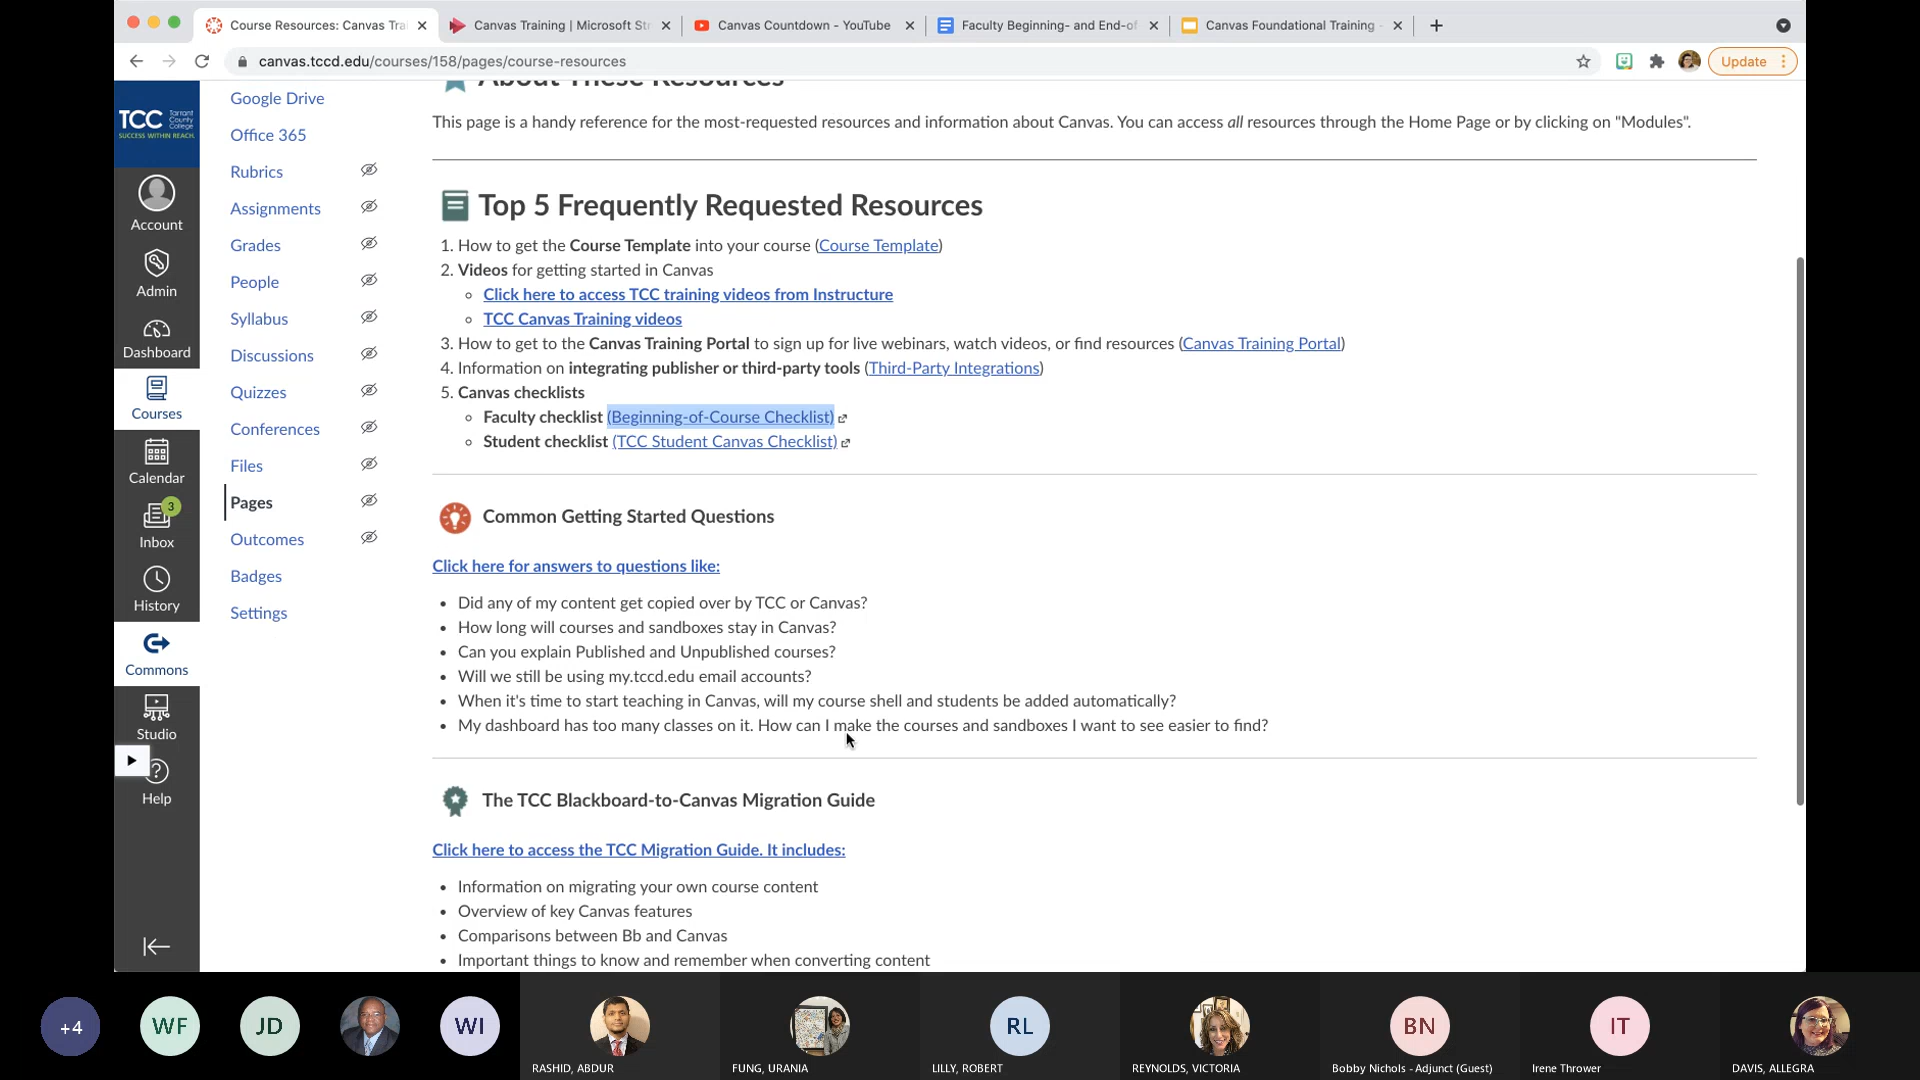 Course Resources: Canvas Tra
Canvas Training | Microsoft St
Canvas Countdown - YouTube
Faculty Beginning- and End-of
Canvas Foundational Training -
canvas.tccd.edu/courses/158/pages/course-resources
Update
TCC
Tarrant
County
College
SUCCESS WITHIN REACH.
Account
Admin
Dashboard
Courses
Calendar
3
Inbox
History
Commons
Studio
Help
Google Drive
Office 365
Rubrics
Assignments
Grades
People
Syllabus
Discussions
Quizzes
Conferences
Files
Pages
Outcomes
Badges
Settings
About These Resources
This page is a handy reference for the most-requested resources and information about Canvas. You can access all resources through the Home Page or by clicking on "Modules".
Top 5 Frequently Requested Resources
1. How to get the Course Template into your course (Course Template)
2. Videos for getting started in Canvas
Click here to access TCC training videos from Instructure
TCC Canvas Training videos
3. How to get to the Canvas Training Portal to sign up for live webinars, watch videos, or find resources (Canvas Training Portal)
4. Information on integrating publisher or third-party tools (Third-Party Integrations)
5. Canvas checklists
Faculty checklist (Beginning-of-Course Checklist)
Student checklist (TCC Student Canvas Checklist)
Common Getting Started Questions
Click here for answers to questions like:
Did any of my content get copied over by TCC or Canvas?
How long will courses and sandboxes stay in Canvas?
Can you explain Published and Unpublished courses?
Will we still be using my.tccd.edu email accounts?
When it's time to start teaching in Canvas, will my course shell and students be added automatically?
My dashboard has too many classes on it. How can I make the courses and sandboxes I want to see easier to find?
The TCC Blackboard-to-Canvas Migration Guide
Click here to access the TCC Migration Guide. It includes:
Information on migrating your own course content
Overview of key Canvas features
Comparisons between Bb and Canvas
Important things to know and remember when converting content
+4
WF
JD
WI
RL
BN
IT
RASHID, ABDUR
FUNG, URANIA
LILLY, ROBERT
REYNOLDS, VICTORIA
Bobby Nichols - Adjunct (Guest)
Irene Thrower
DAVIS, ALLEGRA